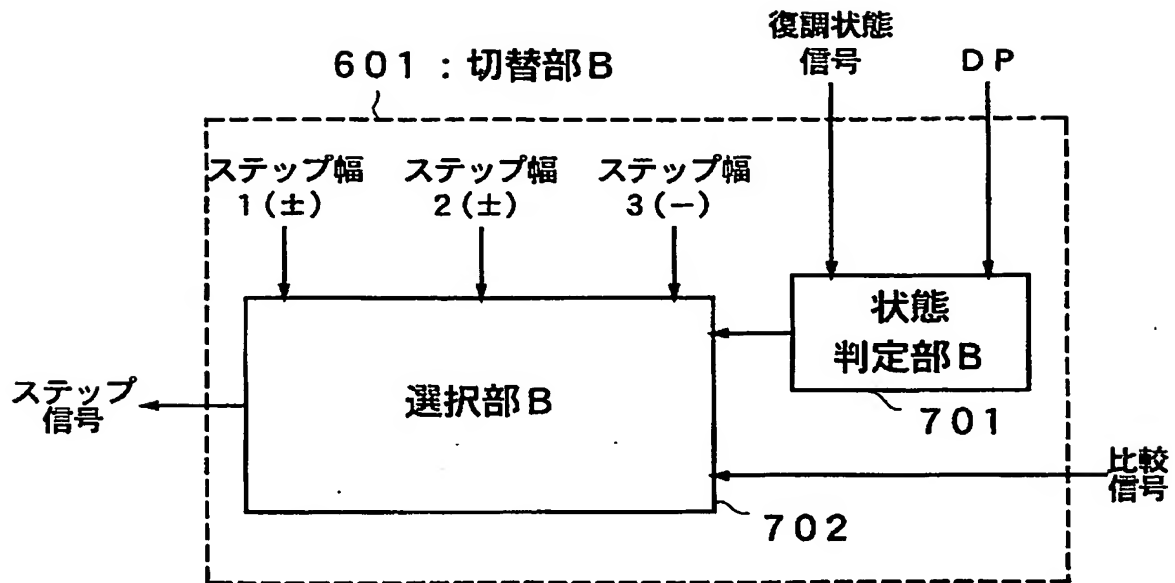 復調状態
信号
ＤＰ
６０１：切替部Ｂ
ステップ幅
１（±）
ステップ幅
２（±）
ステップ幅
３（−）
状態
判定部Ｂ
７０１
選択部Ｂ
ステップ
信号
比較
信号
７０２